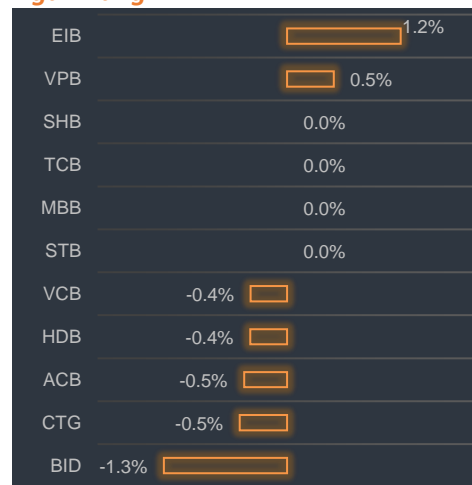 EIB 1.2%
VPB 0.5%
SHB 0.0%
TCB 0.0%
MBB 0.0%
STB 0.0%
VCB -0.4%
HDB -0.4%
ACB -0.5%
CTG -0.5%
BID -1.3%